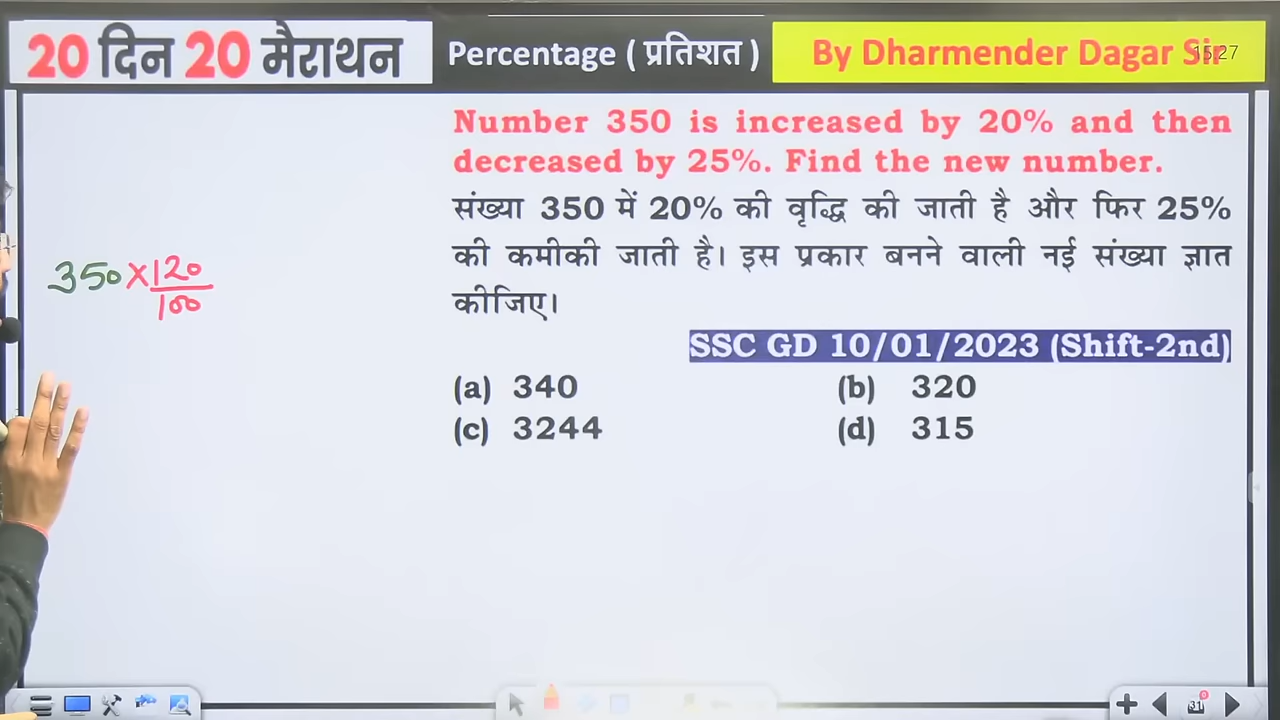 20 दिन 20 मैराथन
Percentage ( प्रतिशत )
By Dharmender Dagar Sir
15:27
Number 350 is increased by 20% and then
decreased by 25%. Find the new number.
संख्या 350 में 20% की वृद्धि की जाती है और फिर 25%
की कमीकी जाती है। इस प्रकार बनने वाली नई संख्या ज्ञात
कीजिए।
350 × 120
100
SSC GD 10/01/2023 (Shift-2nd)
(a) 340 (b) 320
(c) 3244 (d) 315
31